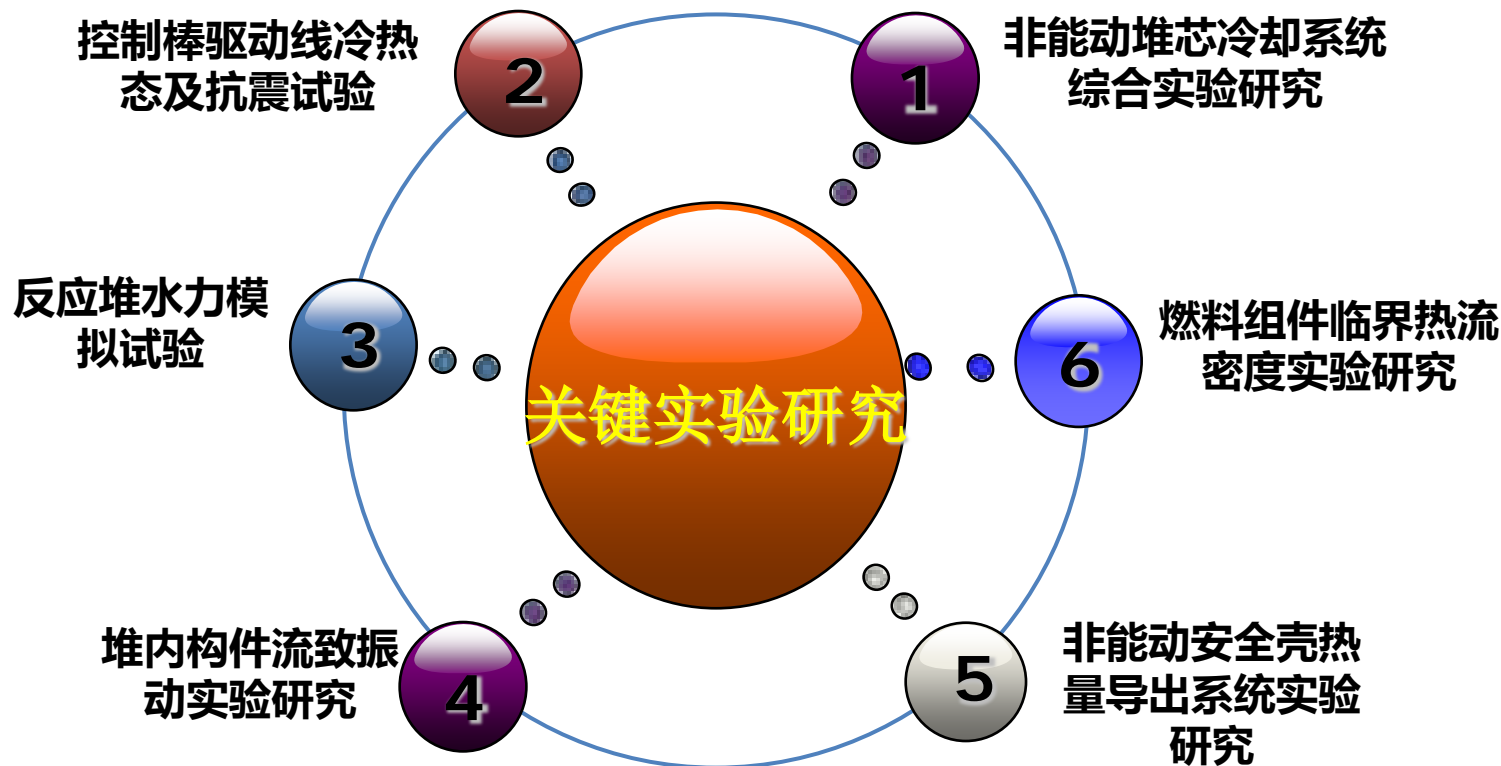 1
非能动堆芯冷却系统
综合实验研究
2
控制棒驱动线冷热
态及抗震试验
3
反应堆水力模
拟试验
4
堆内构件流致振
动实验研究
5
非能动安全壳热
量导出系统实验
研究
6
燃料组件临界热流
密度实验研究
关键实验研究